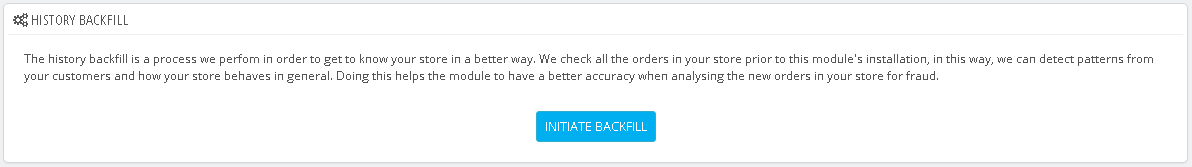 HISTORY BACKFILL
The history backfill is a process we perfom in order to get to know your store in a better way. We check all the orders in your store prior to this module's installation, in this way, we can detect patterns from
your customers and how your store behaves in general. Doing this helps the module to have a better accuracy when analysing the new orders in your store for fraud.
INITIATE BACKFILL